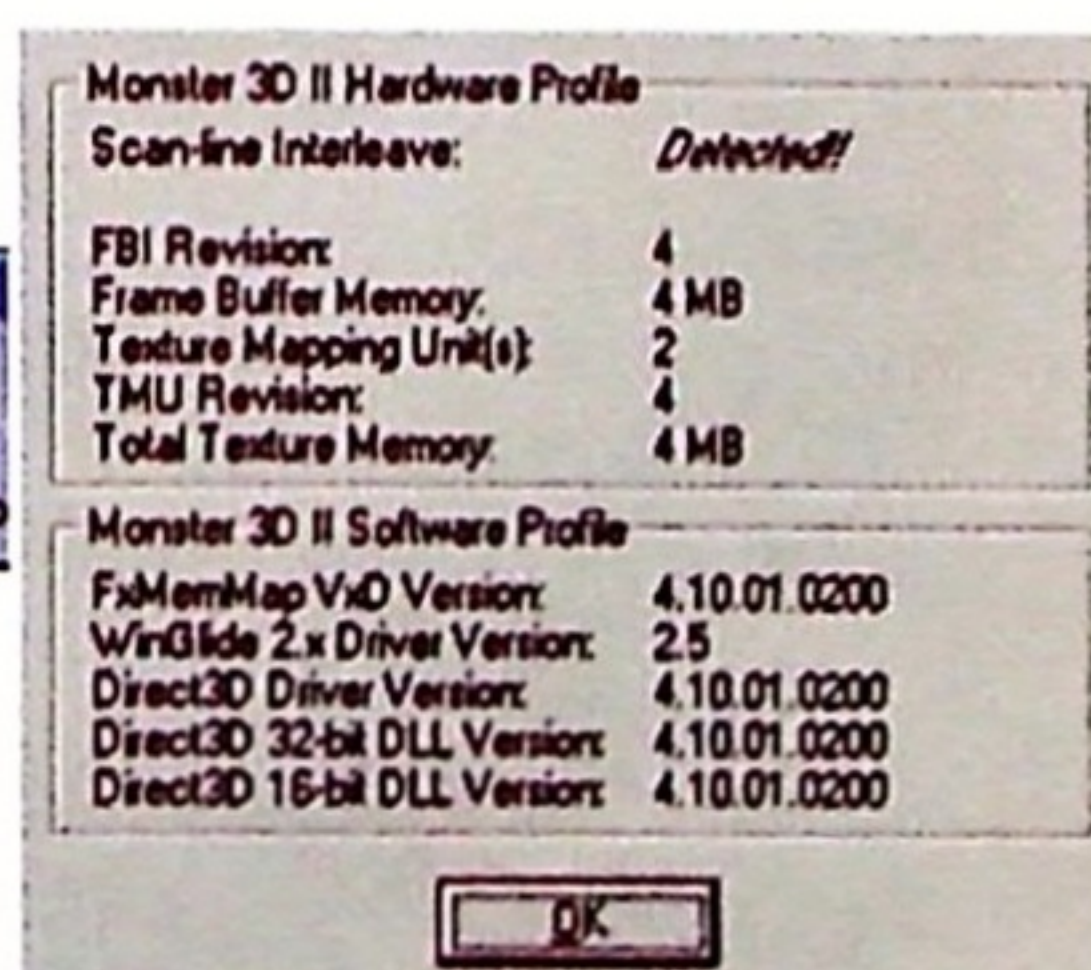 Monster 3D II Hardware Profile
Scan-line Interleave: Detected!!
FBI Revision: 4
Frame Buffer Memory: 4 MB
Texture Mapping Unit(s): 2
TMU Revision: 4
Total Texture Memory: 4 MB
Monster 3D II Software Profile
FxMemMap VxD Version: 4.10.01.0200
WinGlide 2.x Driver Version: 2.5
Direct3D Driver Version: 4.10.01.0200
Direct3D 32-bit DLL Version: 4.10.01.0200
Direct3D 16-bit DLL Version: 4.10.01.0200
OK